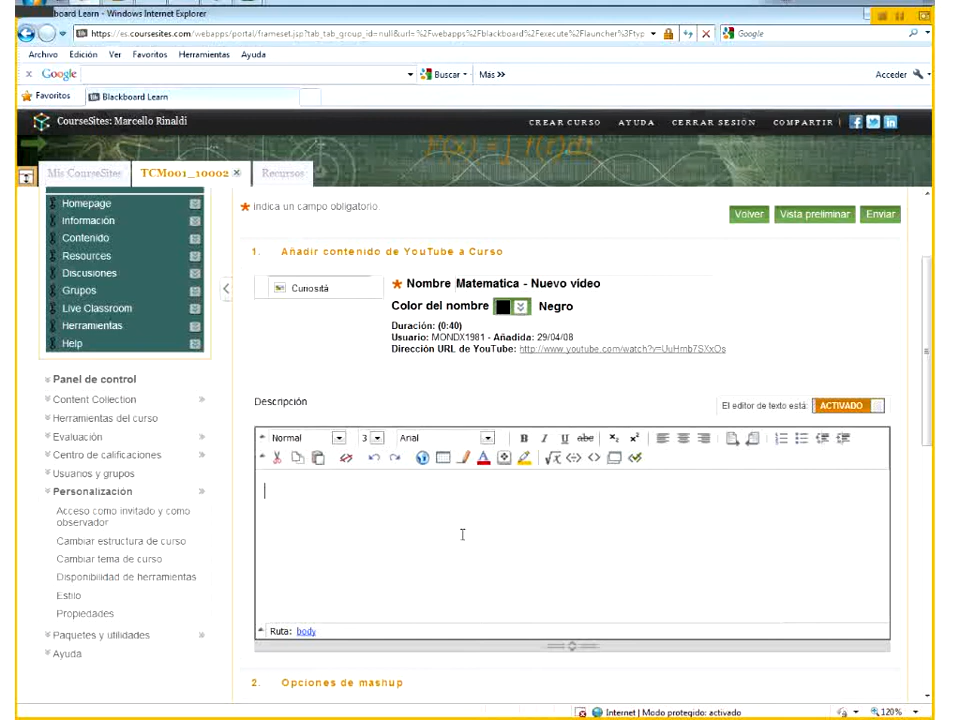 board Learn - Windows Internet Explorer
https://es.coursesites.com/webapps/portal/frameset.jsp?tab_tab_group_id=null&url=%2Fwebapps%2Fblackboard%2Fexecute%2Flauncher%3Ftyp
Google
Archivo Edición Ver Favoritos Herramientas Ayuda
x Google Buscar Más >> Acceder
Favoritos Blackboard Learn
CourseSites: Marcello Rinaldi CREAR CURSO AYUDA CERRAR SESIÓN COMPARTIR
Mis CourseSites TCM001_10002 Recursos
Homepage
Información
Contenido
Resources
Discusiones
Grupos
Live Classroom
Herramientas
Help
Panel de control
Content Collection
Herramientas del curso
Evaluación
Centro de calificaciones
Usuarios y grupos
Personalización
Acceso como invitado y como
observador
Cambiar estructura de curso
Cambiar tema de curso
Disponibilidad de herramientas
Estilo
Propiedades
Paquetes y utilidades
Ayuda
indica un campo obligatorio.
Volver Vista preliminar Enviar
1. Añadir contenido de YouTube a Curso
Curiosità
Nombre Matematica - Nuevo vídeo
Color del nombre Negro
Duración: (0:40)
Usuario: MONDX1981 - Añadida: 29/04/08
Dirección URL de YouTube: http://www.youtube.com/watch?v=UuHmb7SXxOs
Descripción
El editor de texto está: ACTIVADO
Normal 3 Arial B I U abc x₂ x²
Ruta: body
2. Opciones de mashup
Internet | Modo protegido: activado 120%